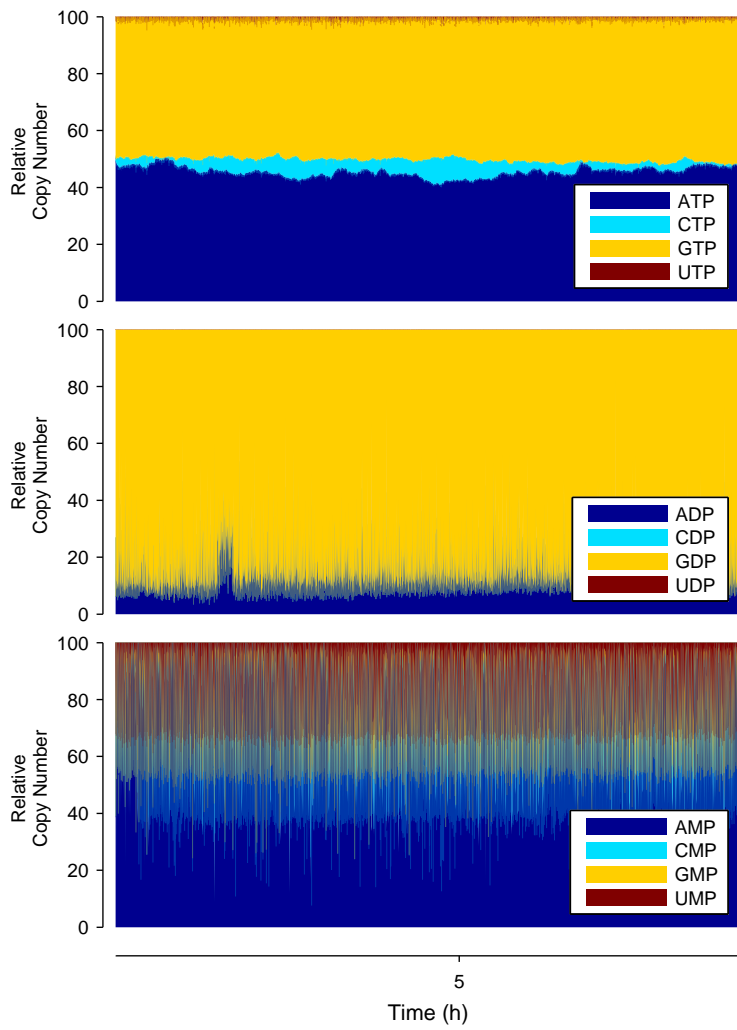 100
80
60
40
20
0
Relative
Copy Number
ATP
CTP
GTP
UTP
100
80
60
40
20
0
Relative
Copy Number
ADP
CDP
GDP
UDP
100
80
60
40
20
0
Relative
Copy Number
AMP
CMP
GMP
UMP
5
Time (h)